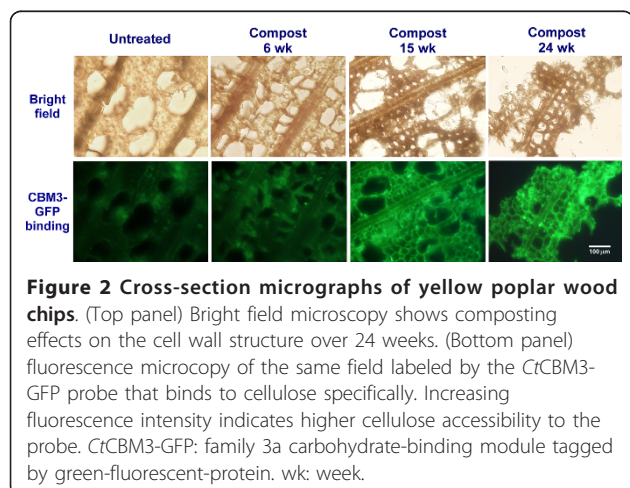 Untreated
Compost
6 wk
Compost
15 wk
Compost
24 wk
Bright
field
CBM3-
GFP
binding
100 µm
Figure 2 Cross-section micrographs of yellow poplar wood
chips. (Top panel) Bright field microscopy shows composting
effects on the cell wall structure over 24 weeks. (Bottom panel)
fluorescence microcopy of the same field labeled by the CtCBM3-
GFP probe that binds to cellulose specifically. Increasing
fluorescence intensity indicates higher cellulose accessibility to the
probe. CtCBM3-GFP: family 3a carbohydrate-binding module tagged
by green-fluorescent-protein. wk: week.